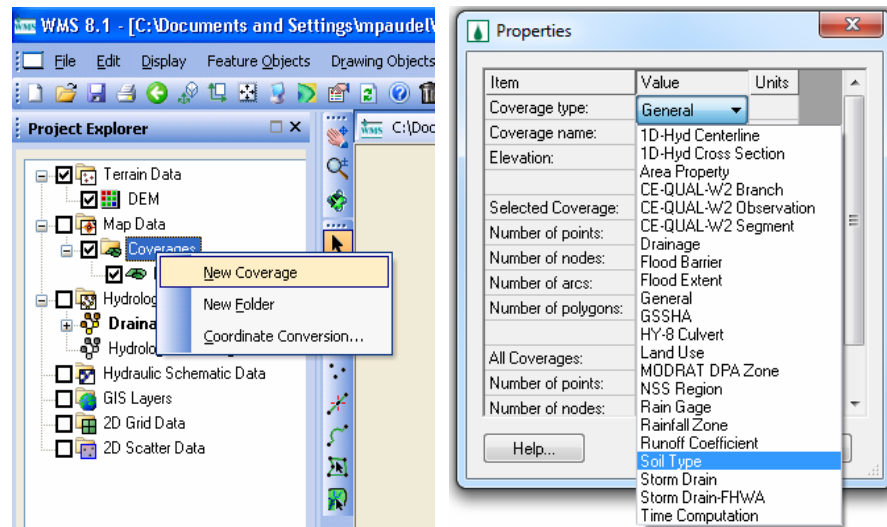 WMS 8.1 - [C:\Documents and Settings\mpaudel\
File Edit Display Feature Objects Drawing Objects
Project Explorer
C:\Doc
Terrain Data
DEM
Map Data
Coverages
New Coverage
New Folder
Coordinate Conversion...
Hydrolog
Draina
Hydrolo
Hydraulic Schematic Data
GIS Layers
2D Grid Data
2D Scatter Data
Properties
Item Value Units
Coverage type: General
Coverage name:
Elevation:
Selected Coverage:
Number of points:
Number of nodes:
Number of arcs:
Number of polygons:
All Coverages:
Number of points:
Number of nodes:
Help...
1D-Hyd Centerline
1D-Hyd Cross Section
Area Property
CE-QUAL-W2 Branch
CE-QUAL-W2 Observation
CE-QUAL-W2 Segment
Drainage
Flood Barrier
Flood Extent
General
GSSHA
HY-8 Culvert
Land Use
MODRAT DPA Zone
NSS Region
Rain Gage
Rainfall Zone
Runoff Coefficient
Soil Type
Storm Drain
Storm Drain-FHWA
Time Computation